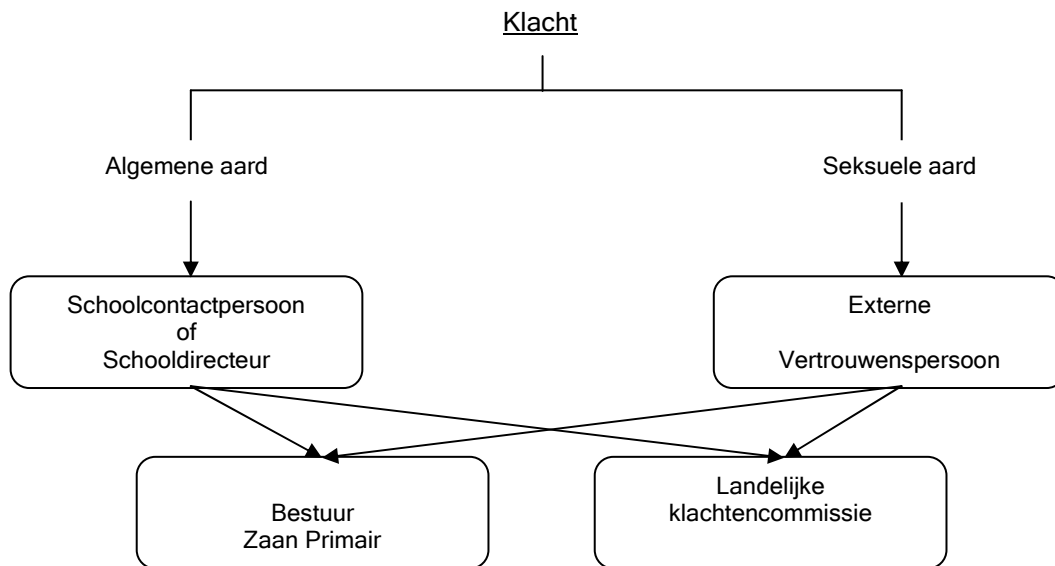 Klacht
Algemene aard
Seksuele aard
Schoolcontactpersoon
of
Schooldirecteur
Externe
Vertrouwenspersoon
Bestuur
Zaan Primair
Landelijke
klachtencommissie